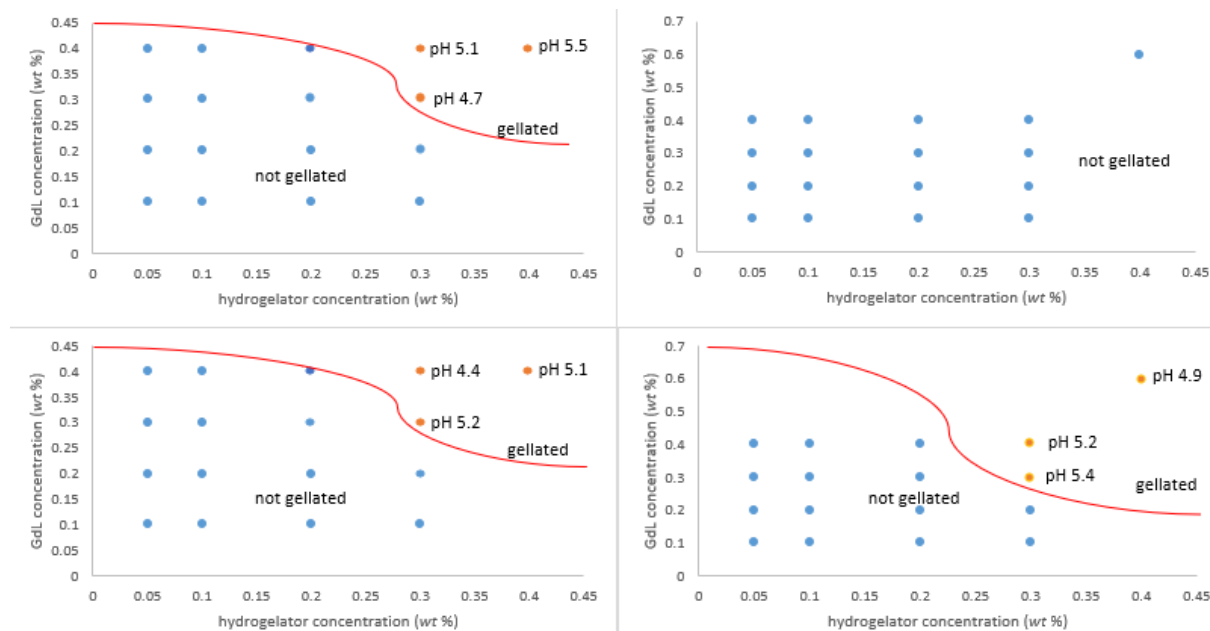 0.45
0.4
0.35
0.3
0.25
0.2
0.15
0.1
0.05
0
GdL concentration (wt %)
pH 5.1
pH 5.5
pH 4.7
gellated
not gellated
0 0.05 0.1 0.15 0.2 0.25 0.3 0.35 0.4 0.45
hydrogelator concentration (wt %)
0.7
0.6
0.5
0.4
0.3
0.2
0.1
0
GdL concentration (wt %)
not gellated
0 0.05 0.1 0.15 0.2 0.25 0.3 0.35 0.4 0.45
hydrogelator concentration (wt %)
0.45
0.4
0.35
0.3
0.25
0.2
0.15
0.1
0.05
0
GdL concentration (wt %)
pH 4.4
pH 5.1
pH 5.2
gellated
not gellated
0 0.05 0.1 0.15 0.2 0.25 0.3 0.35 0.4 0.45
hydrogelator concentration (wt %)
0.7
0.6
0.5
0.4
0.3
0.2
0.1
0
GdL concentration (wt %)
pH 4.9
pH 5.2
pH 5.4
gellated
not gellated
0 0.05 0.1 0.15 0.2 0.25 0.3 0.35 0.4 0.45
hydrogelator concentration (wt %)